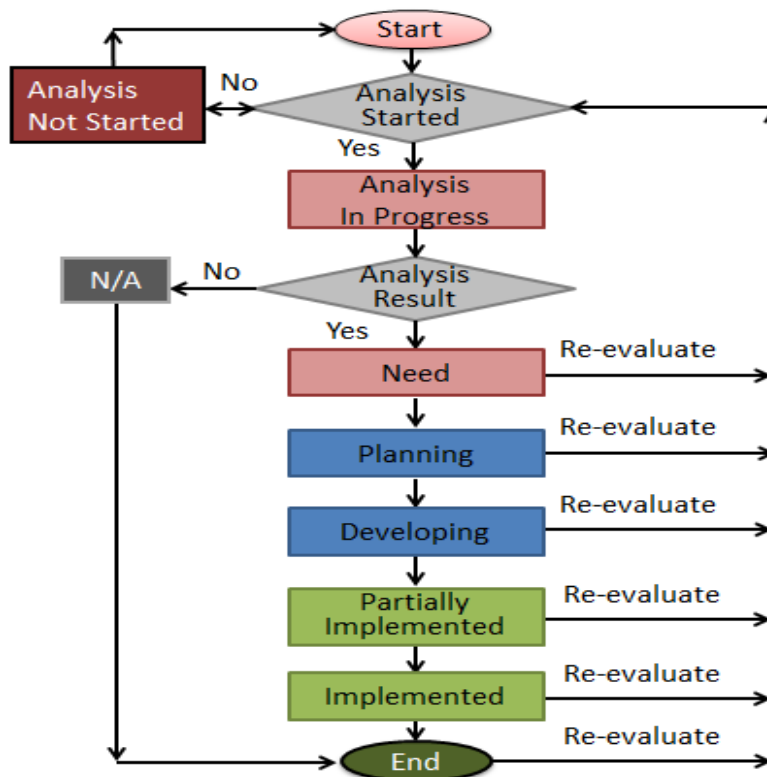 Start
No
Analysis
Not Started
Analysis
Started
Yes
Analysis
In Progress
N/A
No
Analysis
Result
Yes
Need
Re-evaluate
Planning
Re-evaluate
Developing
Re-evaluate
Partially
Implemented
Re-evaluate
Implemented
Re-evaluate
End
Re-evaluate